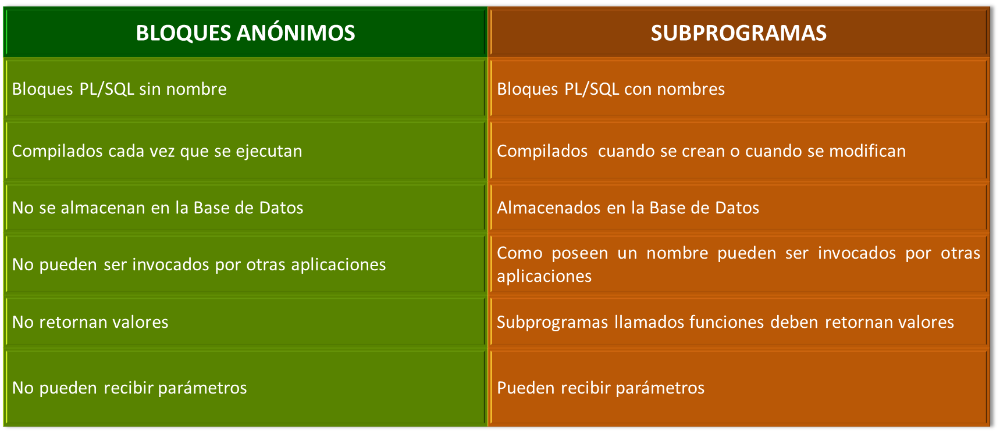 BLOQUES ANÓNIMOS
SUBPROGRAMAS
Bloques PL/SQL sin nombre
Bloques PL/SQL con nombres
Compilados cada vez que se ejecutan
Compilados cuando se crean o cuando se modifican
No se almacenan en la Base de Datos
Almacenados en la Base de Datos
No pueden ser invocados por otras aplicaciones
Como poseen un nombre pueden ser invocados por otras
aplicaciones
No retornan valores
Subprogramas llamados funciones deben retornan valores
No pueden recibir parámetros
Pueden recibir parámetros